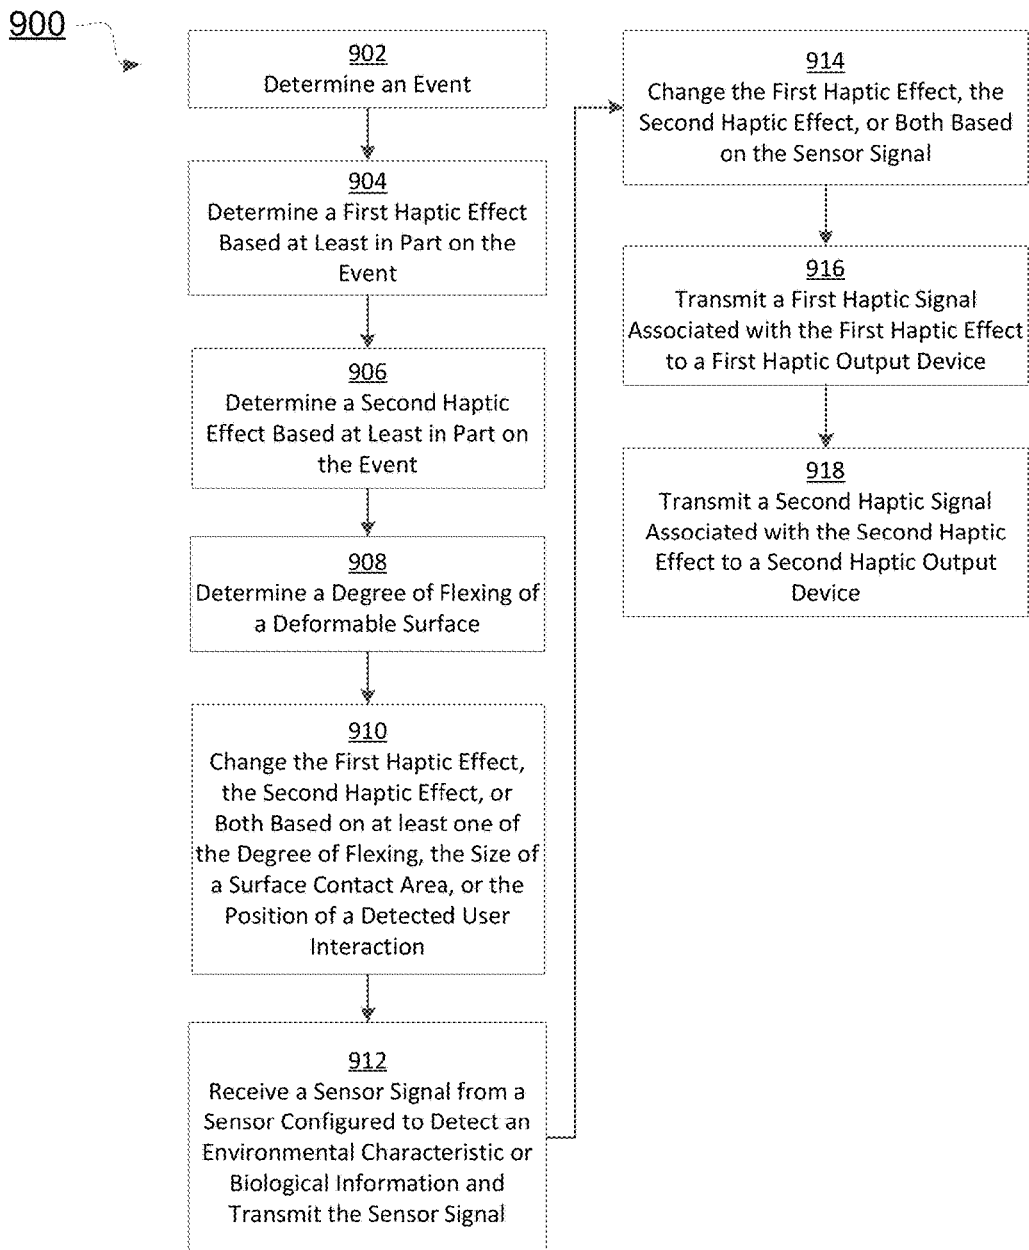 900
902
Determine an Event
904
Determine a First Haptic Effect
Based at Least in Part on the
Event
906
Determine a Second Haptic
Effect Based at Least in Part on
the Event
908
Determine a Degree of Flexing of
a Deformable Surface
910
Change the First Haptic Effect,
the Second Haptic Effect, or
Both Based on at least one of
the Degree of Flexing, the Size of
a Surface Contact Area, or the
Position of a Detected User
Interaction
912
Receive a Sensor Signal from a
Sensor Configured to Detect an
Environmental Characteristic or
Biological Information and
Transmit the Sensor Signal
914
Change the First Haptic Effect, the
Second Haptic Effect, or Both Based
on the Sensor Signal
916
Transmit a First Haptic Signal
Associated with the First Haptic Effect
to a First Haptic Output Device
918
Transmit a Second Haptic Signal
Associated with the Second Haptic
Effect to a Second Haptic Output
Device